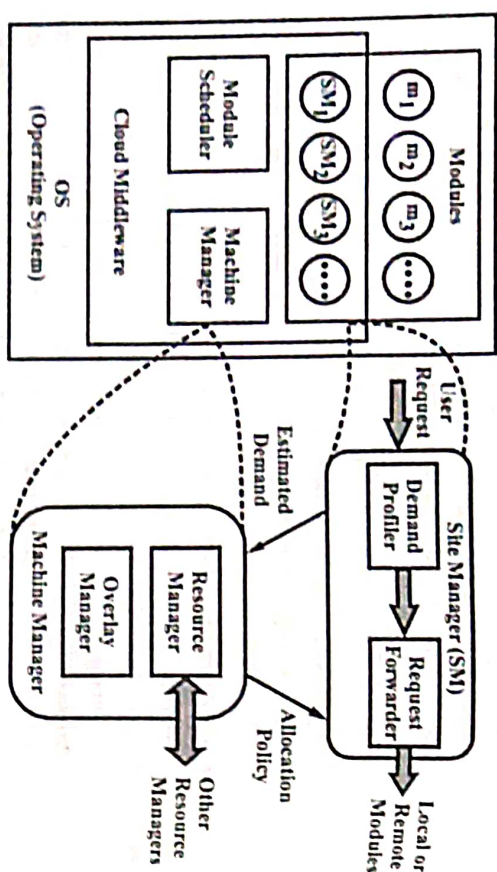 Modules
m1
m2
m3
....
SM1
SM2
SM3
....
Module
Scheduler
Machine
Manager
Cloud Middleware
OS
(Operating System)
User
Request
Site Manager (SM)
Demand
Profiler
Request
Forwarder
Local or
Remote
Modules
Estimated
Demand
Allocation
Policy
Resource
Manager
Overlay
Manager
Machine Manager
Other
Resource
Managers